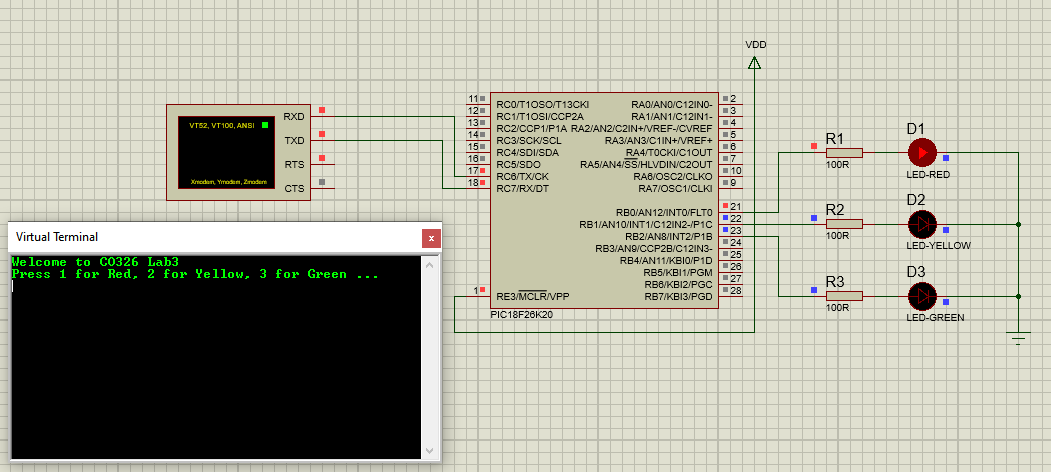 VDD
VT52, VT100, ANSI
Xmodem, Ymodem, Zmodem
RXD
TXD
RTS
CTS
11 RC0/T1OSO/T13CKI RA0/AN0/C12IN0- 2
12 RC1/T1OSI/CCP2A RA1/AN1/C12IN1- 3
13 RC2/CCP1/P1A RA2/AN2/C2IN+/VREF-/CVREF 4
14 RC3/SCK/SCL RA3/AN3/C1IN+/VREF+ 5
15 RC4/SDI/SDA RA4/T0CKI/C1OUT 6
16 RC5/SDO RA5/AN4/SS/HLVDIN/C2OUT 7
17 RC6/TX/CK RA6/OSC2/CLKO 10
18 RC7/RX/DT RA7/OSC1/CLKI 9
RB0/AN12/INT0/FLT0 21
RB1/AN10/INT1/C12IN2-/P1C 22
RB2/AN8/INT2/P1B 23
RB3/AN9/CCP2B/C12IN3- 24
RB4/AN11/KBI0/P1D 25
RB5/KBI1/PGM 26
RB6/KBI2/PGC 27
1 RE3/MCLR/VPP RB7/KBI3/PGD 28
PIC18F26K20
R1
100R
D1
LED-RED
R2
100R
D2
LED-YELLOW
R3
100R
D3
LED-GREEN
Virtual Terminal
x
Welcome to CO326 Lab3
Press 1 for Red, 2 for Yellow, 3 for Green ...